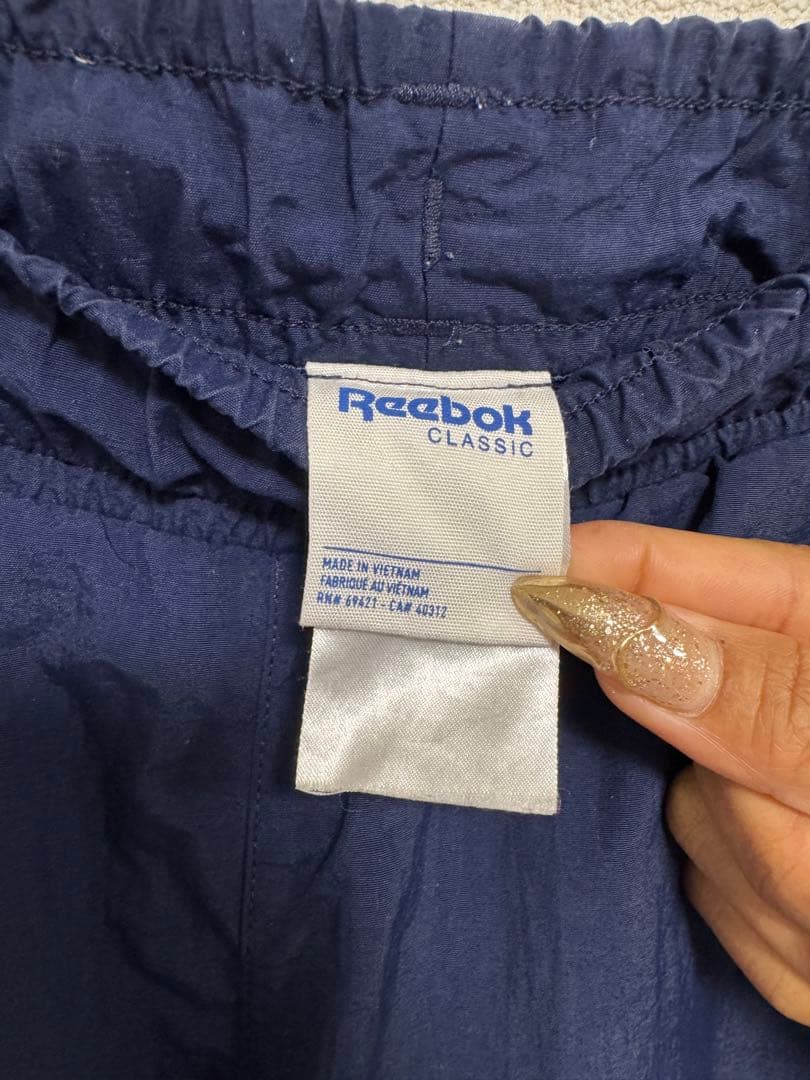 Reebok
CLASSIC
MADE IN VIETNAM
FABRIQUE AU VIETNAM
RN# 69421 - CA# 40312